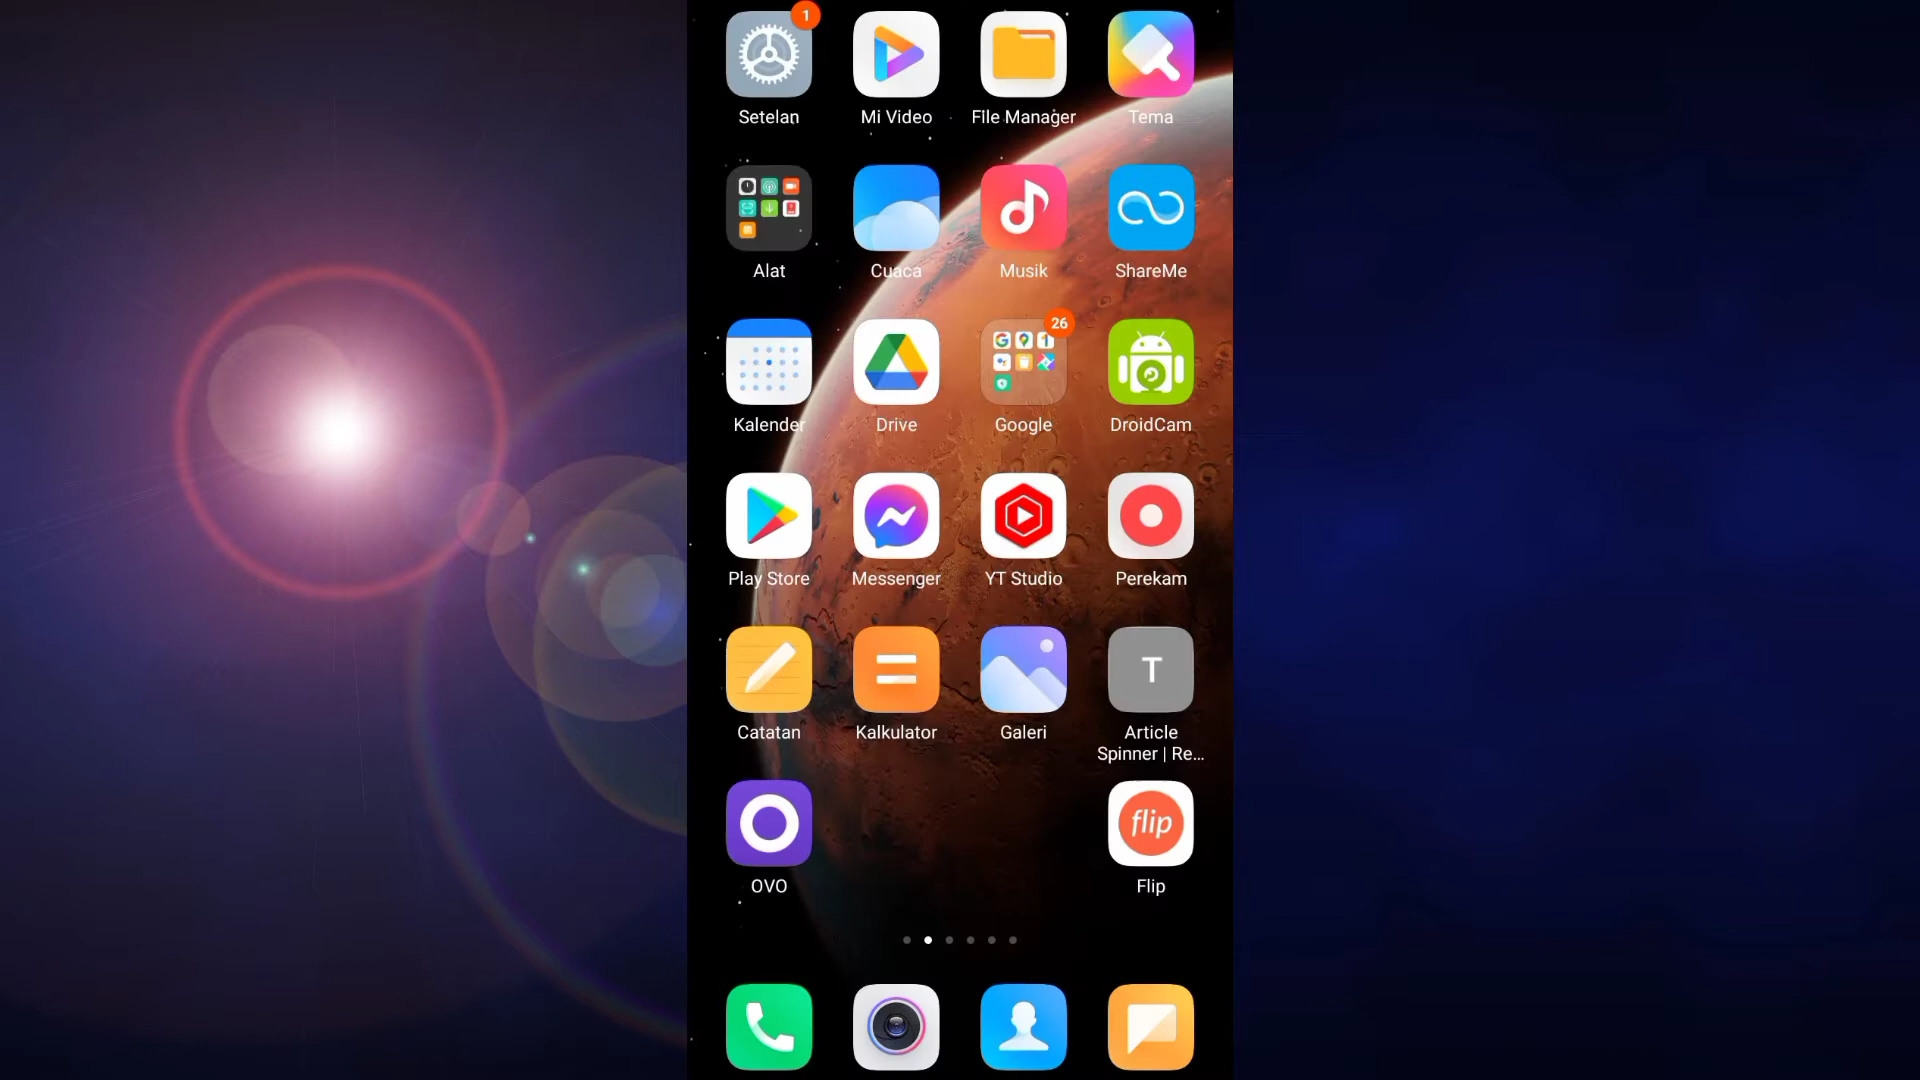 1
Setelan
Mi Video
File Manager
Tema
Alat
Cuaca
Musik
ShareMe
26
Kalender
Drive
Google
DroidCam
Play Store
Messenger
YT Studio
Perekam
T
Catatan
Kalkulator
Galeri
Article
Spinner | Re...
flip
OVO
Flip